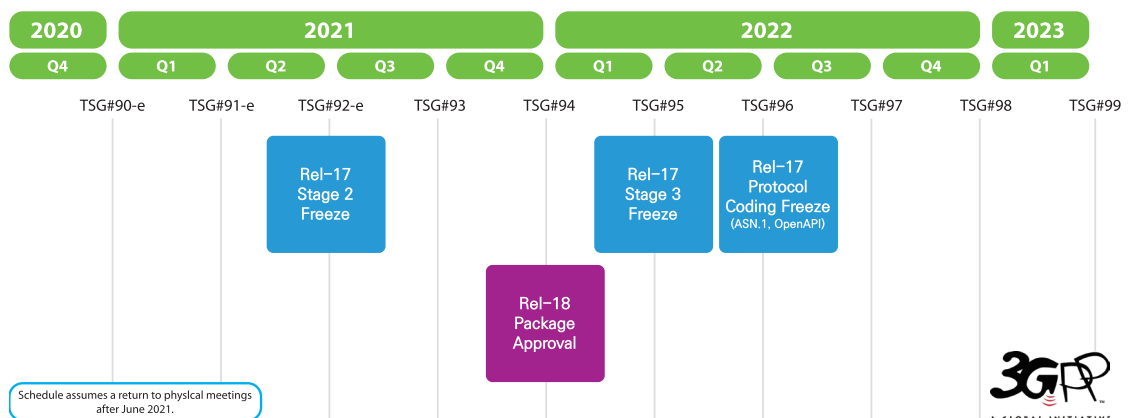 2020 2021 2022 2023
Q4 Q1 Q2 Q3 Q4 Q1 Q2 Q3 Q4 Q1
TSG#90-e TSG#91-e TSG#92-e TSG#93 TSG#94 TSG#95 TSG#96 TSG#97 TSG#98 TSG#99
Rel-17
Stage 2
Freeze
Rel-17
Stage 3
Freeze
Rel-17
Protocol
Coding Freeze
(ASN.1, OpenAPI)
Rel-18
Package
Approval
Schedule assumes a return to physlcal meetings
after June 2021.
3GPP
TM
A GLOBAL INITIATIVE